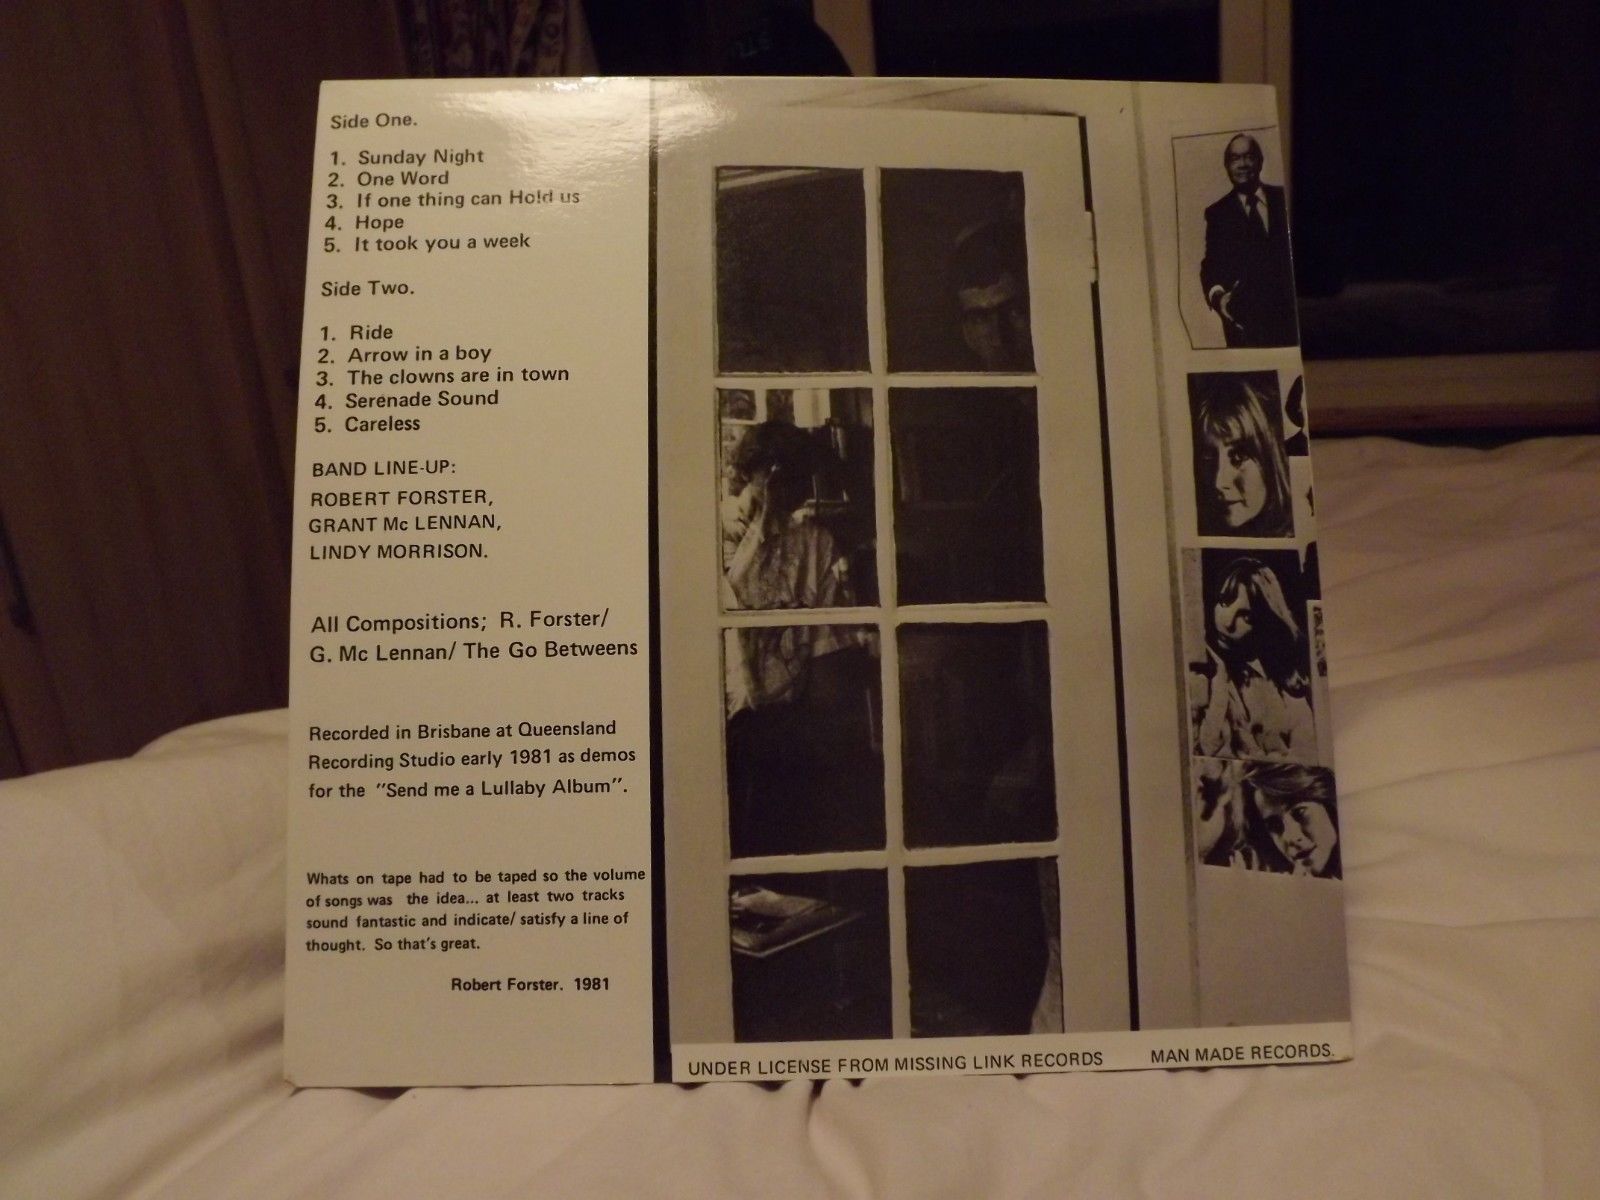 Side One.
1. Sunday Night
2. One Word
3. If one thing can Hold us
4. Hope
5. It took you a week
Side Two.
1. Ride
2. Arrow in a boy
3. The clowns are in town
4. Serenade Sound
5. Careless
BAND LINE-UP:
ROBERT FORSTER,
GRANT Mc LENNAN,
LINDY MORRISON.
All Compositions; R. Forster/
G. Mc Lennan/ The Go Betweens
Recorded in Brisbane at Queensland
Recording Studio early 1981 as demos
for the "Send me a Lullaby Album".
Whats on tape had to be taped so the volume
of songs was the idea... at least two tracks
sound fantastic and indicate/ satisfy a line of
thought. So that's great.
Robert Forster. 1981
UNDER LICENSE FROM MISSING LINK RECORDS MAN MADE RECORDS.